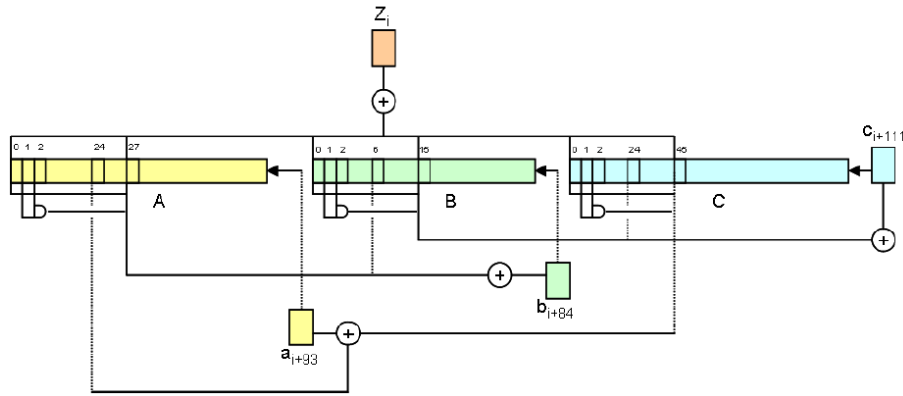 Z_i
c_{i+111}
0 1 2 24 27
0 1 2 6 15
0 1 2 24 45
A
B
C
b_{i+84}
a_{i+93}